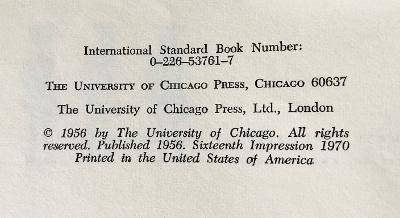 International Standard Book Number:
0-226-53761-7
The University of Chicago Press, Chicago 60637
The University of Chicago Press, Ltd., London
© 1956 by The University of Chicago. All rights
reserved. Published 1956. Sixteenth Impression 1970
Printed in the United States of America